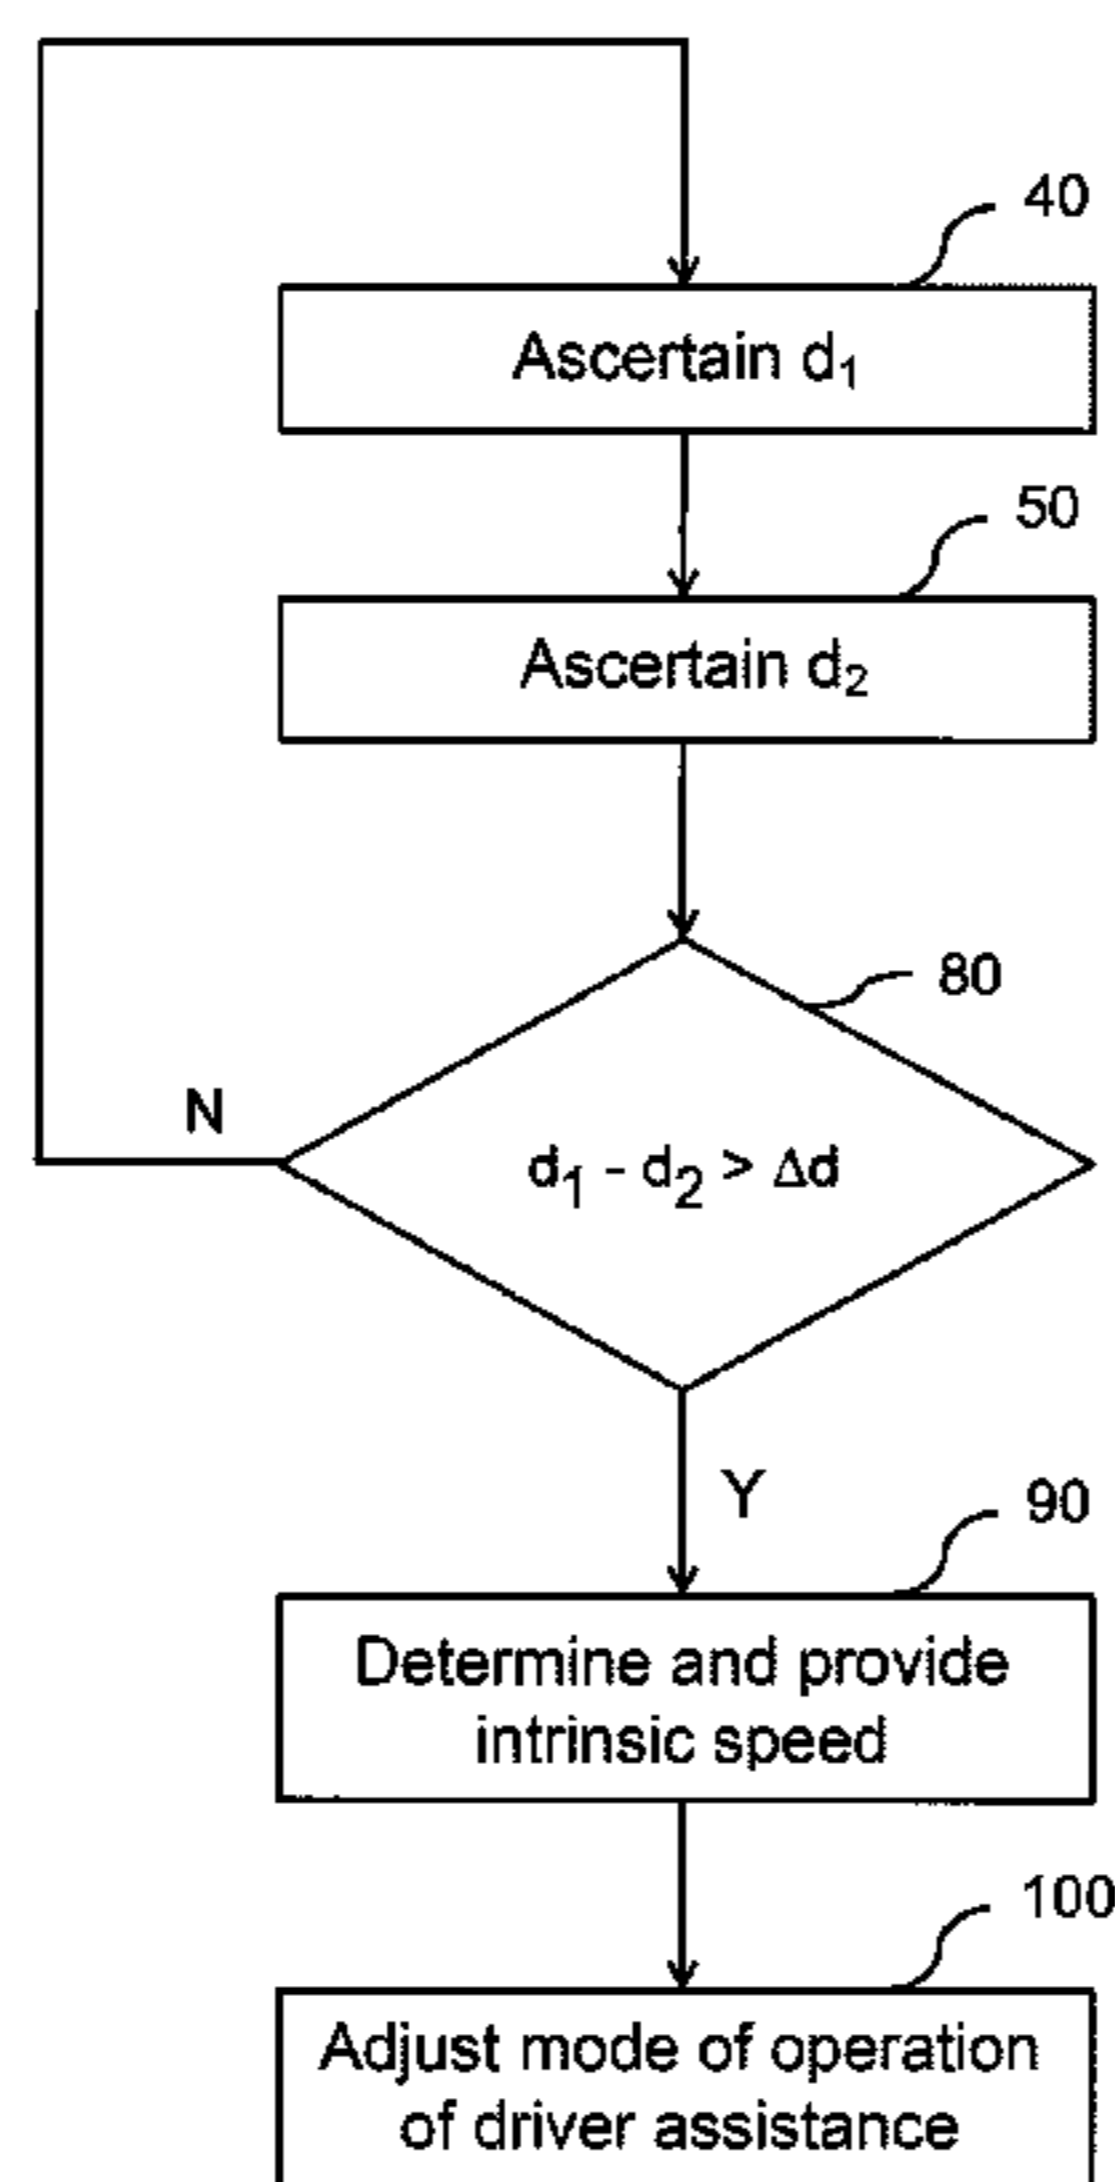 40
Ascertain d₁
50
Ascertain d₂
80
N
d₁ - d₂ > Δd
Y
90
Determine and provide
intrinsic speed
100
Adjust mode of operation
of driver assistance